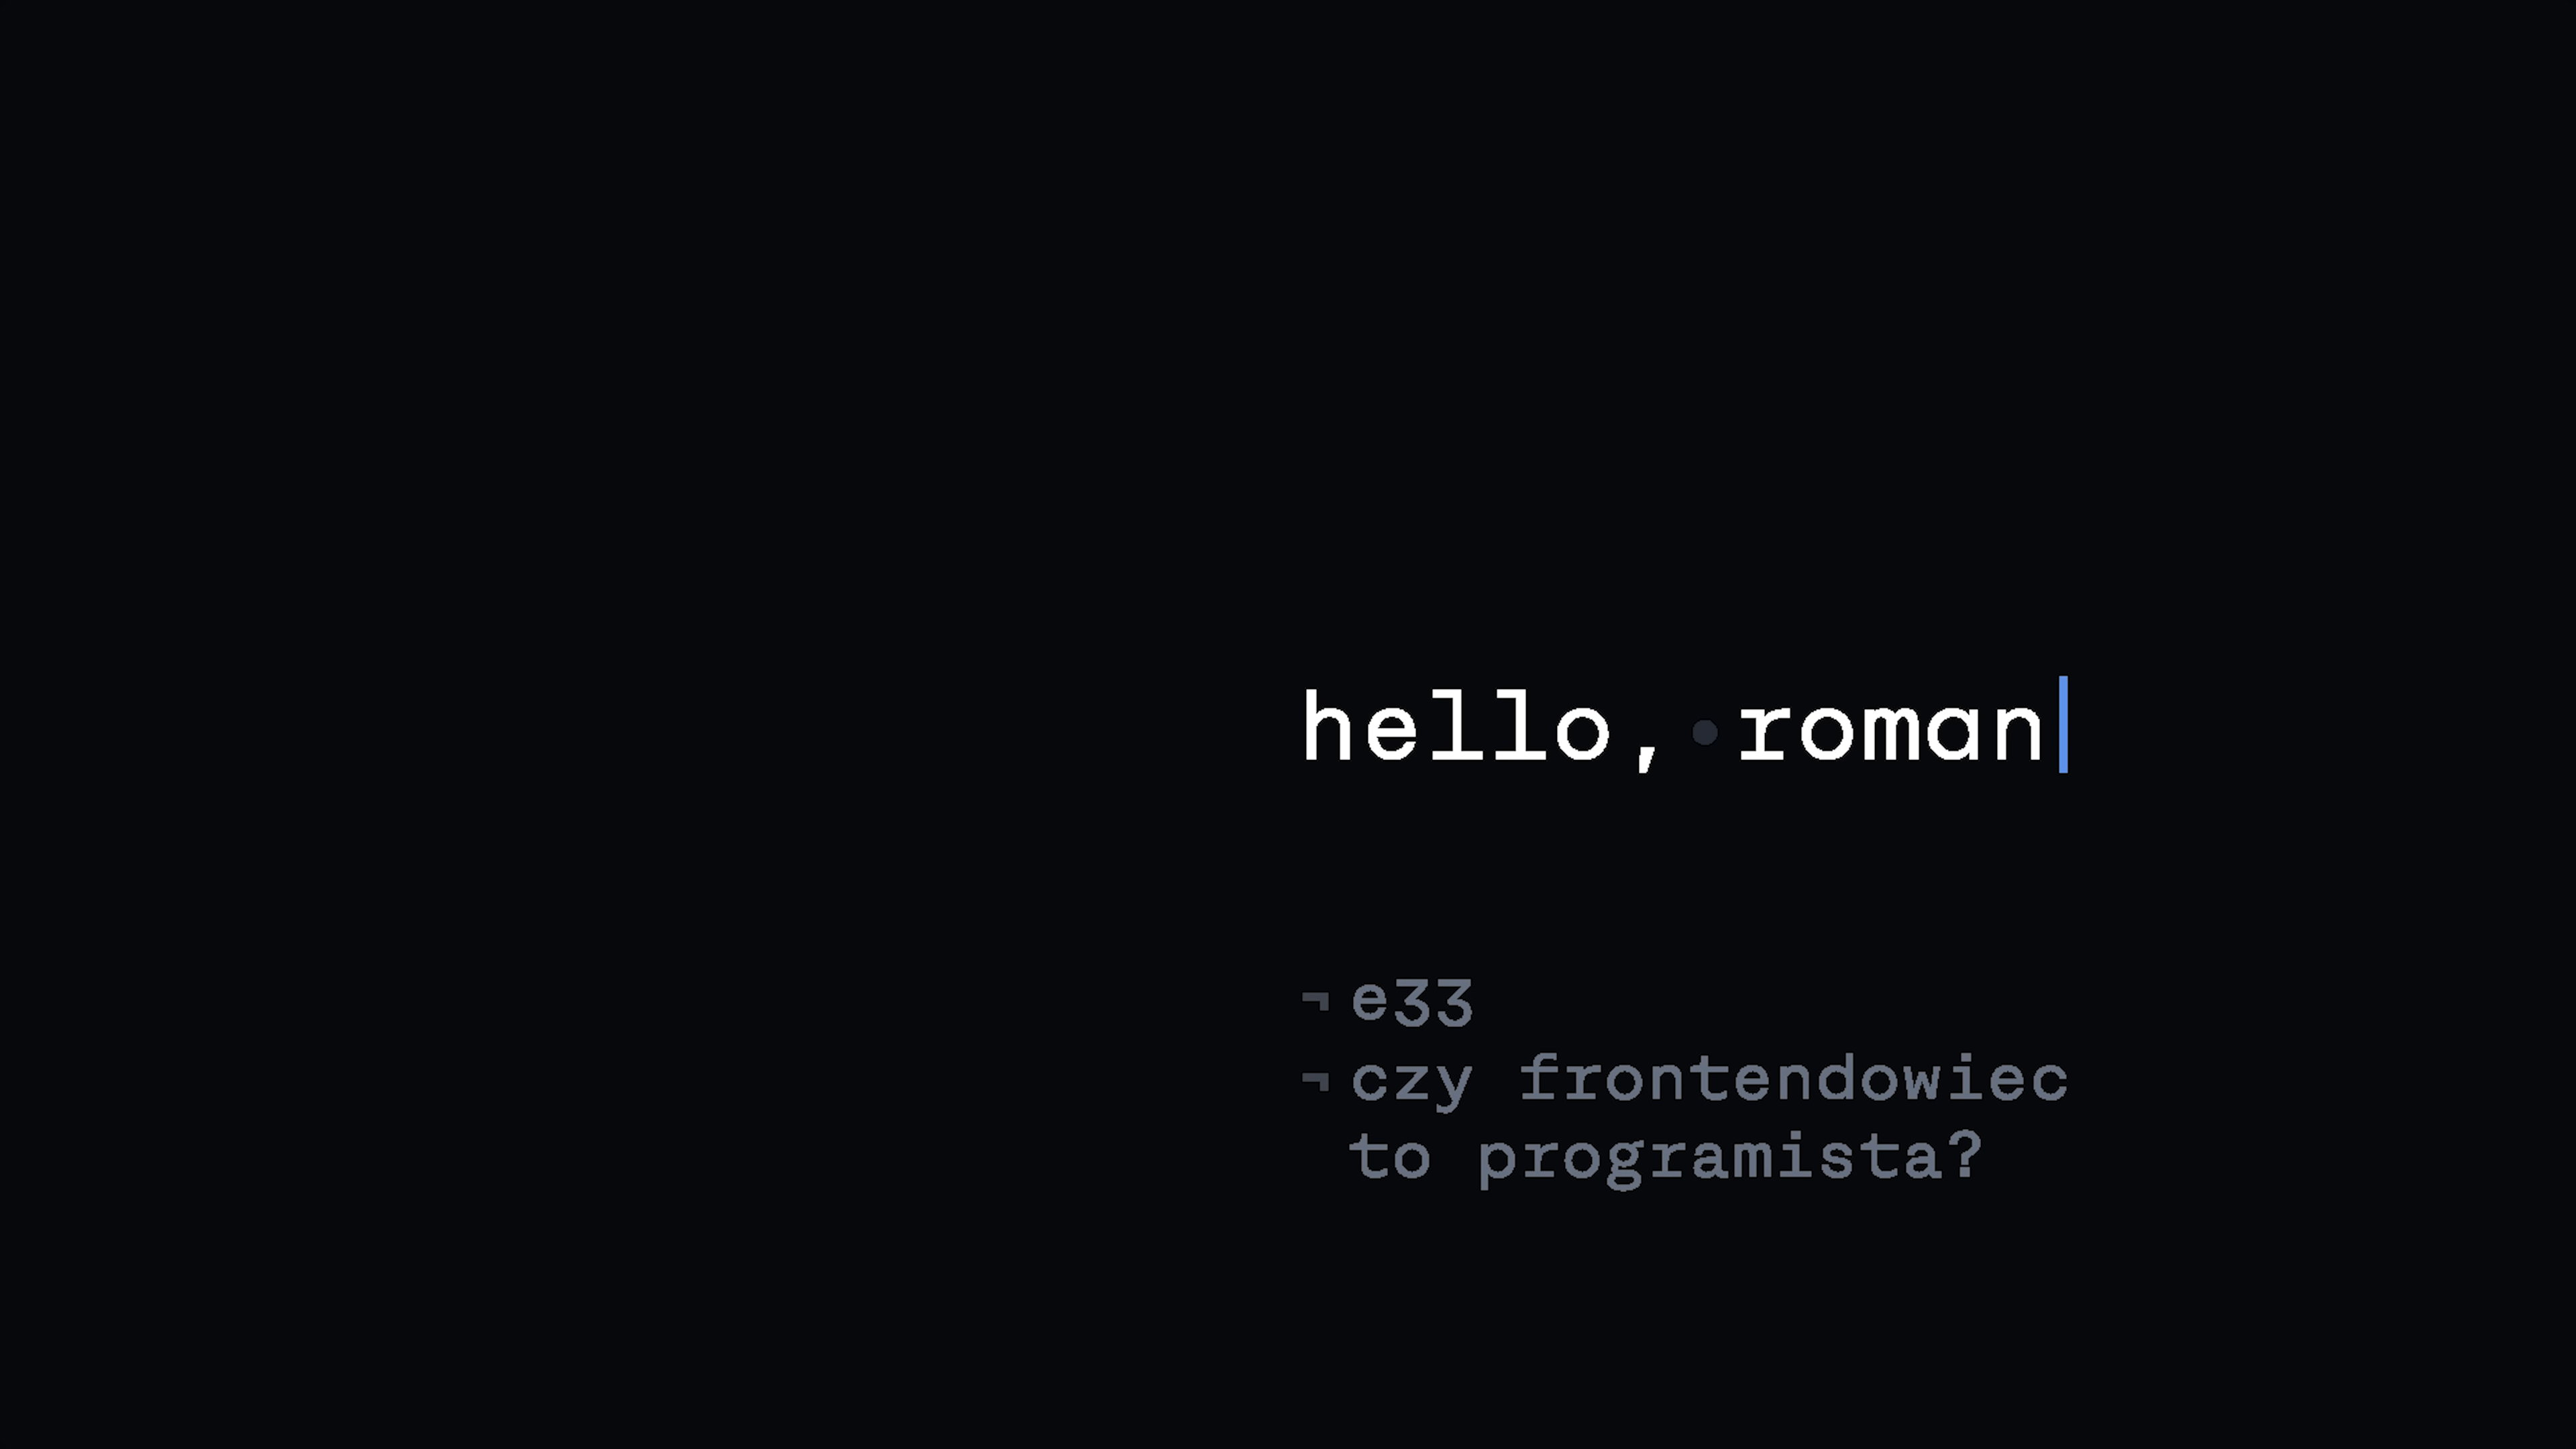 hello, roman
¬ e33
¬ czy frontendowiec
to programista?